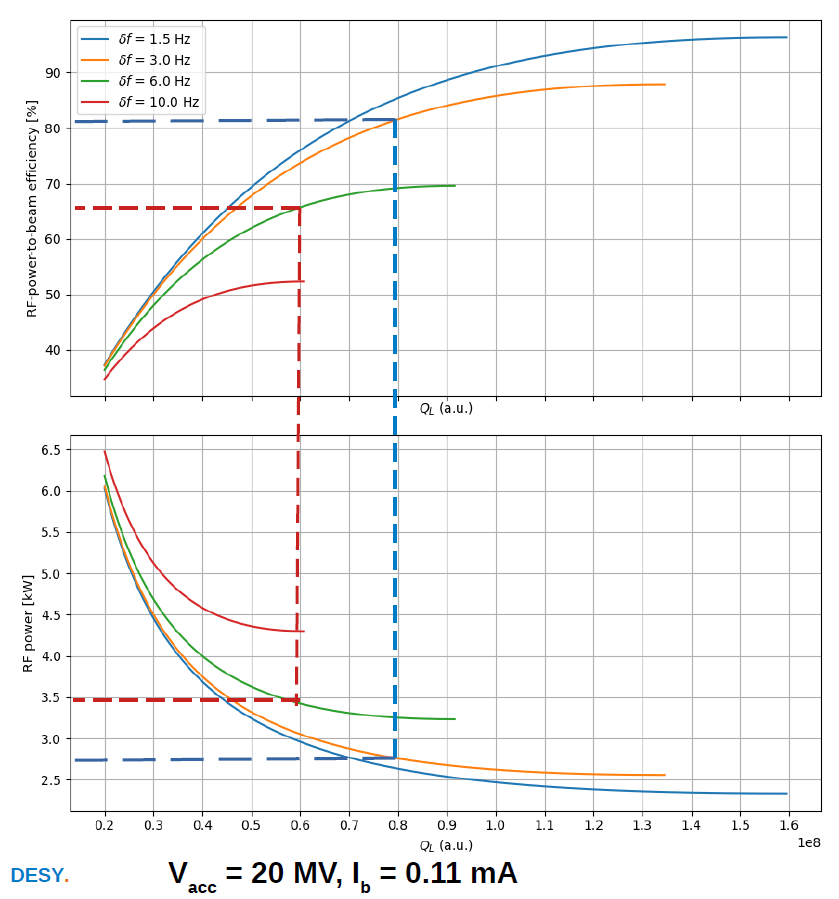 δf = 1.5 Hz
δf = 3.0 Hz
δf = 6.0 Hz
δf = 10.0 Hz
90
80
70
60
50
40
RF-power-to-beam efficiency [%]
Q_L (a.u.)
6.5
6.0
5.5
5.0
4.5
4.0
3.5
3.0
2.5
RF power [kW]
0.2 0.3 0.4 0.5 0.6 0.7 0.8 0.9 1.0 1.1 1.2 1.3 1.4 1.5 1.6
Q_L (a.u.)
1e8
DESY.
V_acc = 20 MV, I_b = 0.11 mA